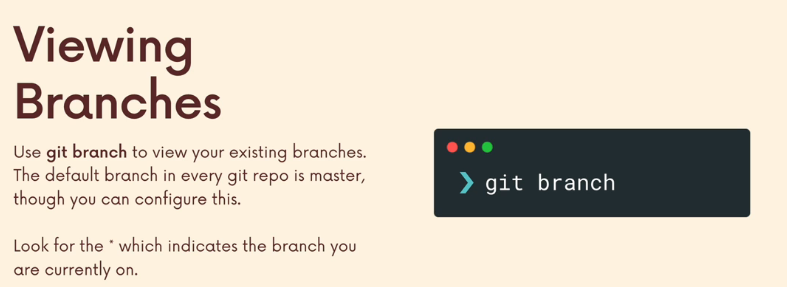 Viewing
Branches
Use git branch to view your existing branches.
The default branch in every git repo is master,
though you can configure this.
Look for the * which indicates the branch you
are currently on.
❯ git branch